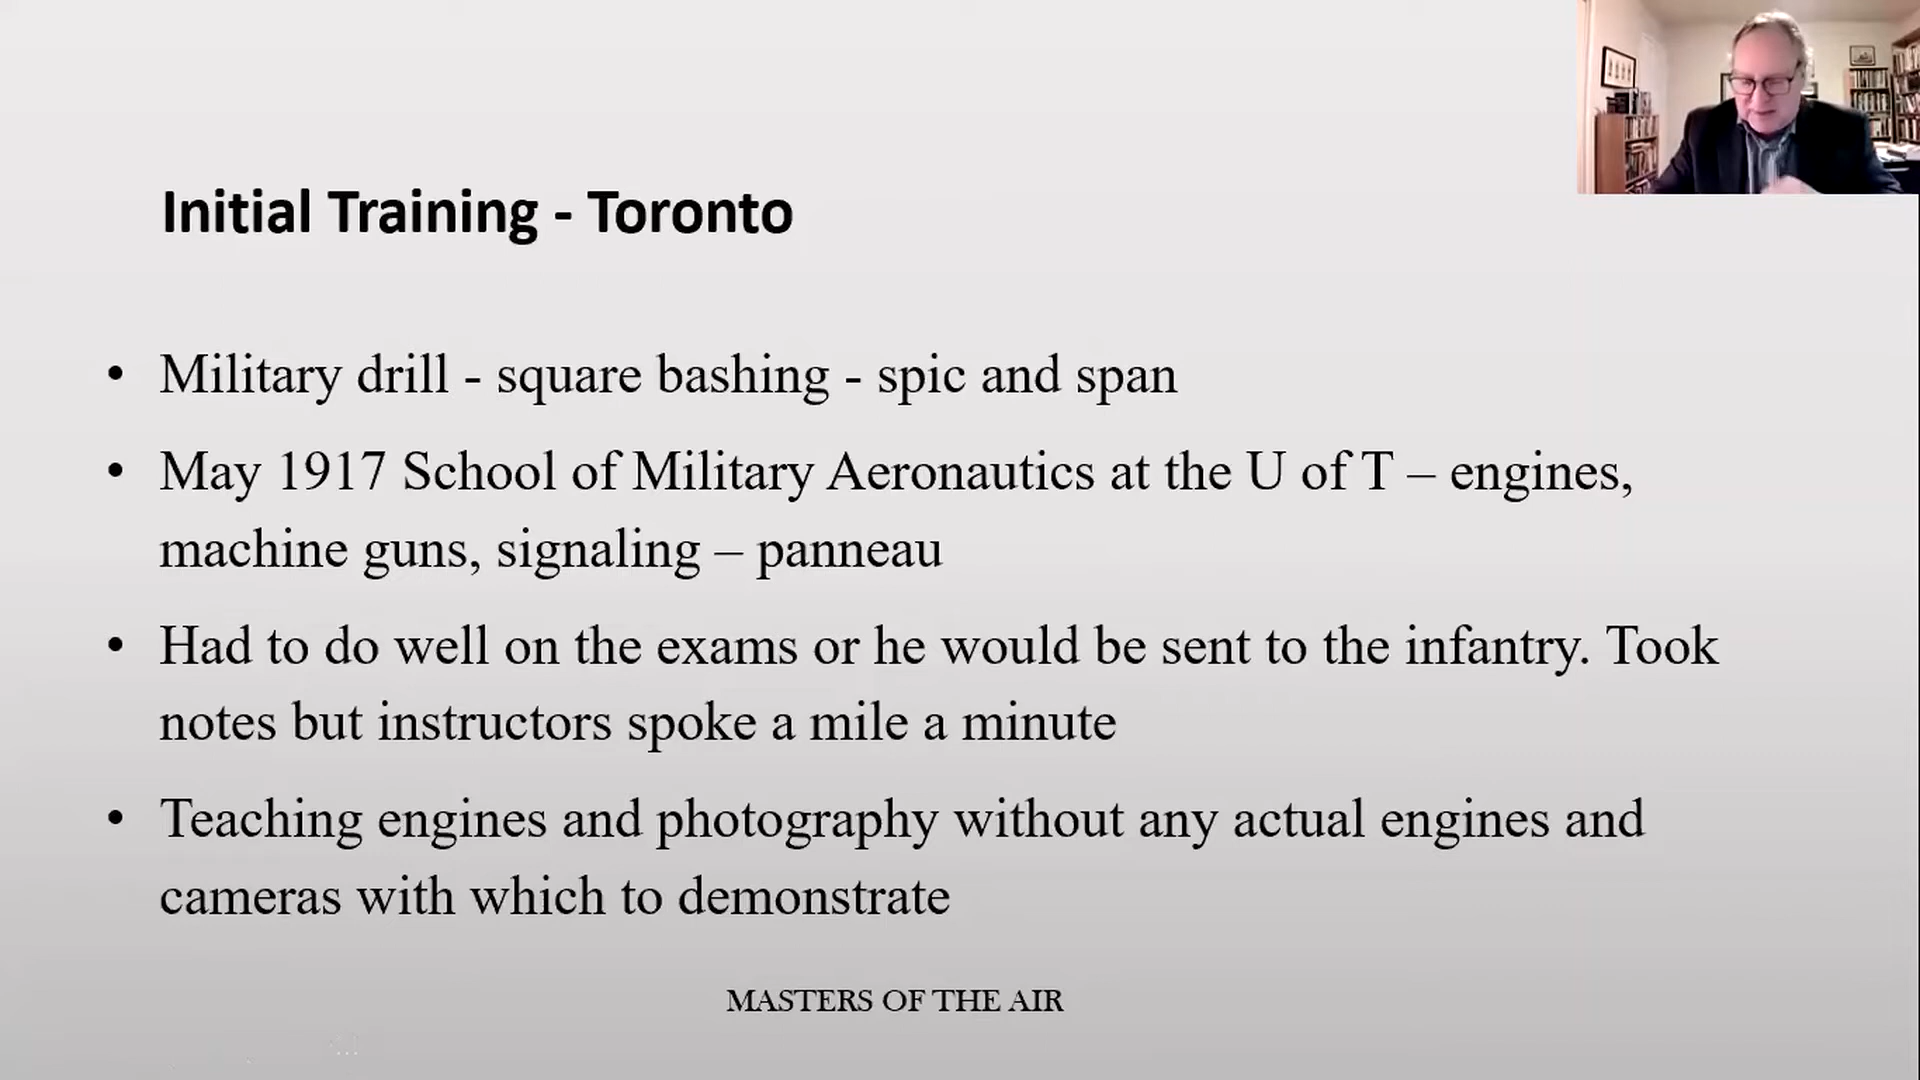 Initial Training - Toronto
• Military drill - square bashing - spic and span
• May 1917 School of Military Aeronautics at the U of T – engines,
machine guns, signaling – panneau
• Had to do well on the exams or he would be sent to the infantry. Took
notes but instructors spoke a mile a minute
• Teaching engines and photography without any actual engines and
cameras with which to demonstrate
MASTERS OF THE AIR